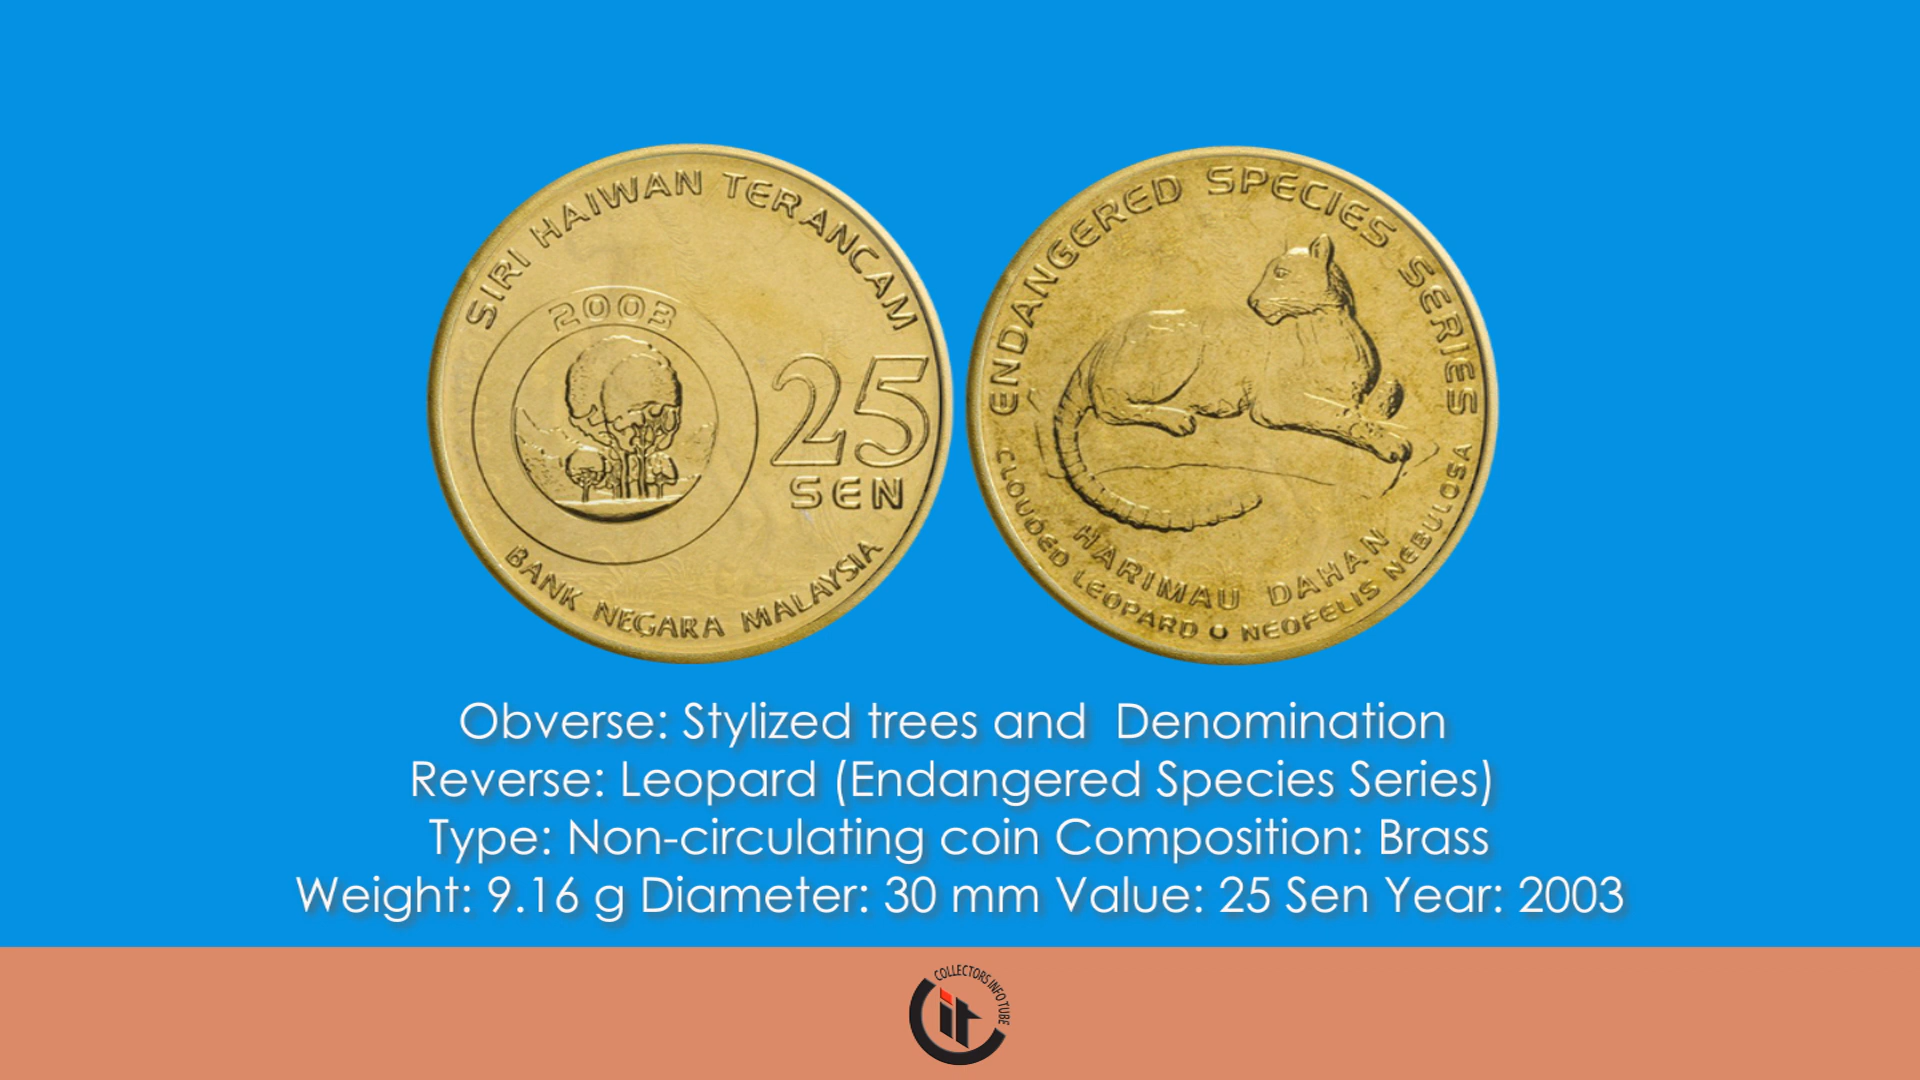 SIRI HAIWAN TERANCAM
2003
25
SEN
BANK NEGARA MALAYSIA
ENDANGERED SPECIES SERIES
HARIMAU DAHAN
CLOUDED LEOPARD O NEOFELIS NEBULOSA
Obverse: Stylized trees and Denomination
Reverse: Leopard (Endangered Species Series)
Type: Non-circulating coin Composition: Brass
Weight: 9.16 g Diameter: 30 mm Value: 25 Sen Year: 2003
COLLECTORS INFO TUBE
it